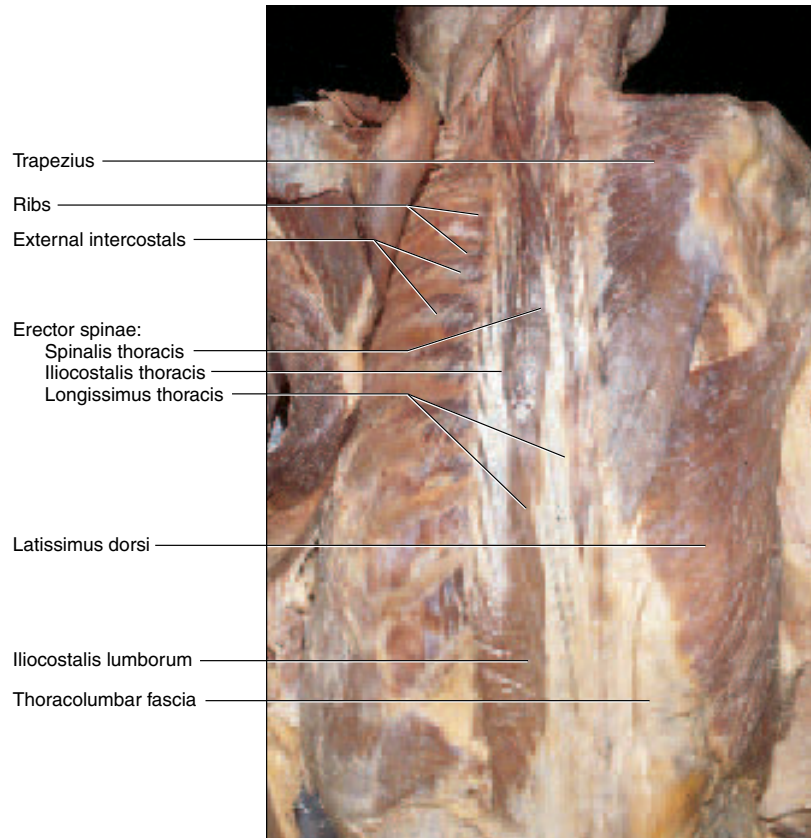 Trapezius
Ribs
External intercostals
Erector spinae:
Spinalis thoracis
Iliocostalis thoracis
Longissimus thoracis
Latissimus dorsi
Iliocostalis lumborum
Thoracolumbar fascia